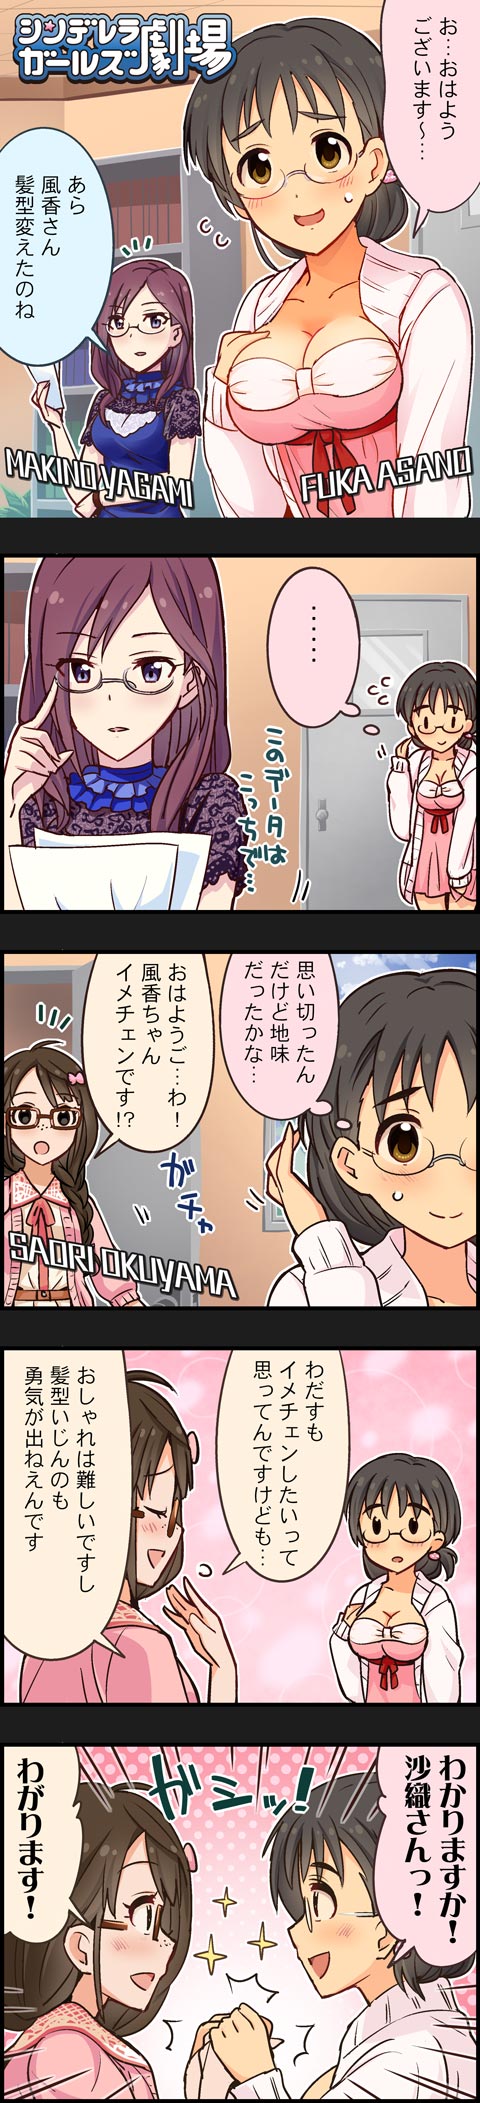 シンデレラ
ガールズ劇場
お…おはよう
ございます～…
あら
風香さん
髪型変えたのね
MAKINO YAGAMI
FUKA ASANO
……
このデータは
こっちで…
思い切ったん
だけど地味
だったかな…
おはようご…わ！
風香ちゃん
イメチェンです!?
ガチャ
SAORI OKUYAMA
わだすも
イメチェンしたいって
思ってんですけども…
おしゃれは難しいですし
髪型いじんのも
勇気が出ねえんです
わかりますか！
沙織さんっ！
ガシッ！
わがります！